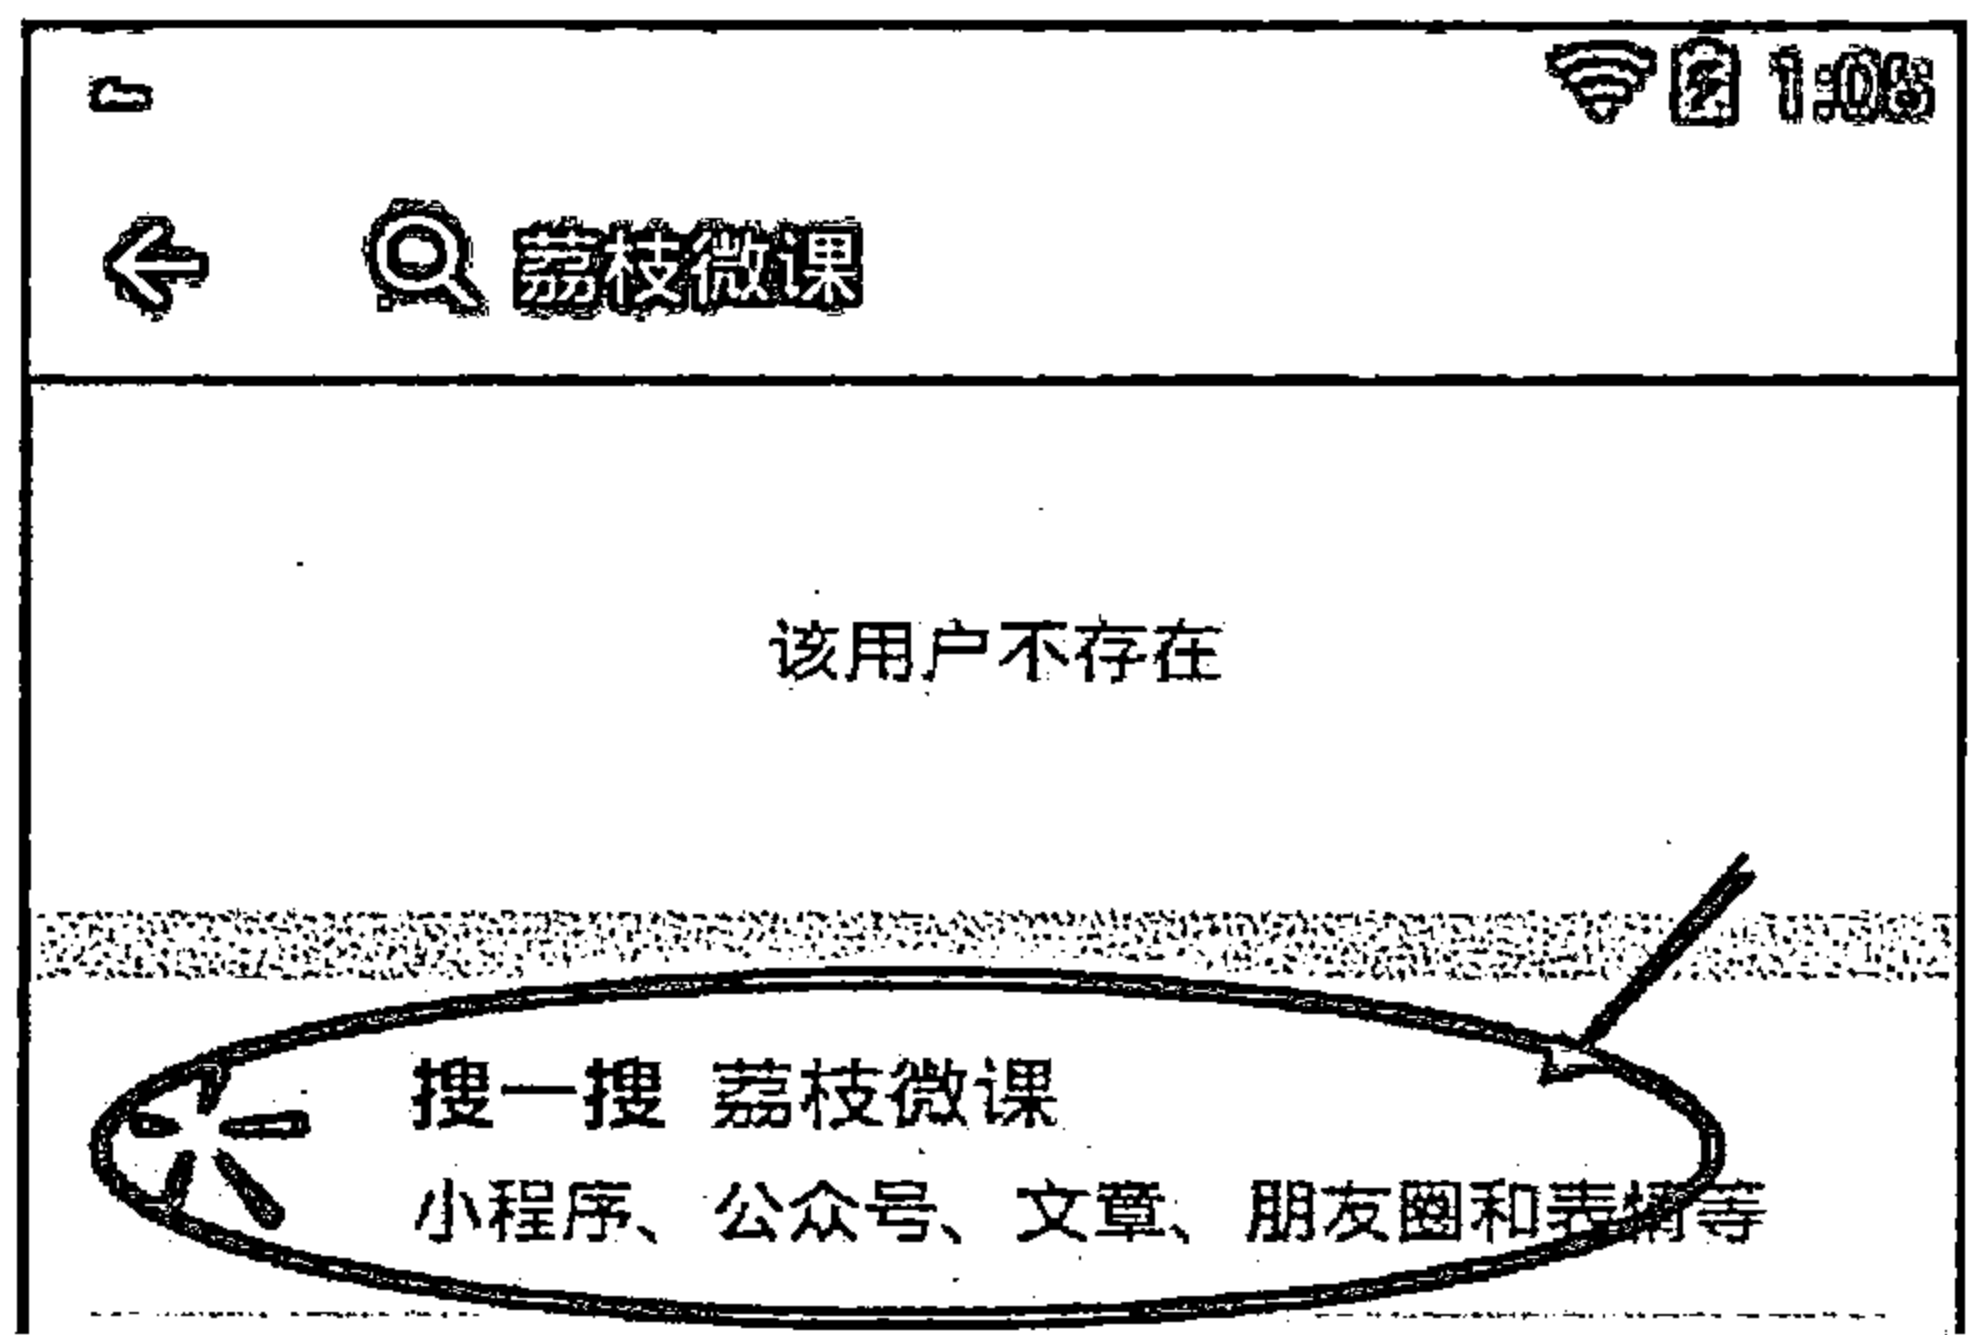 1:08
荔枝微课
该用户不存在
搜一搜 荔枝微课
小程序、公众号、文章、朋友圈和表情等